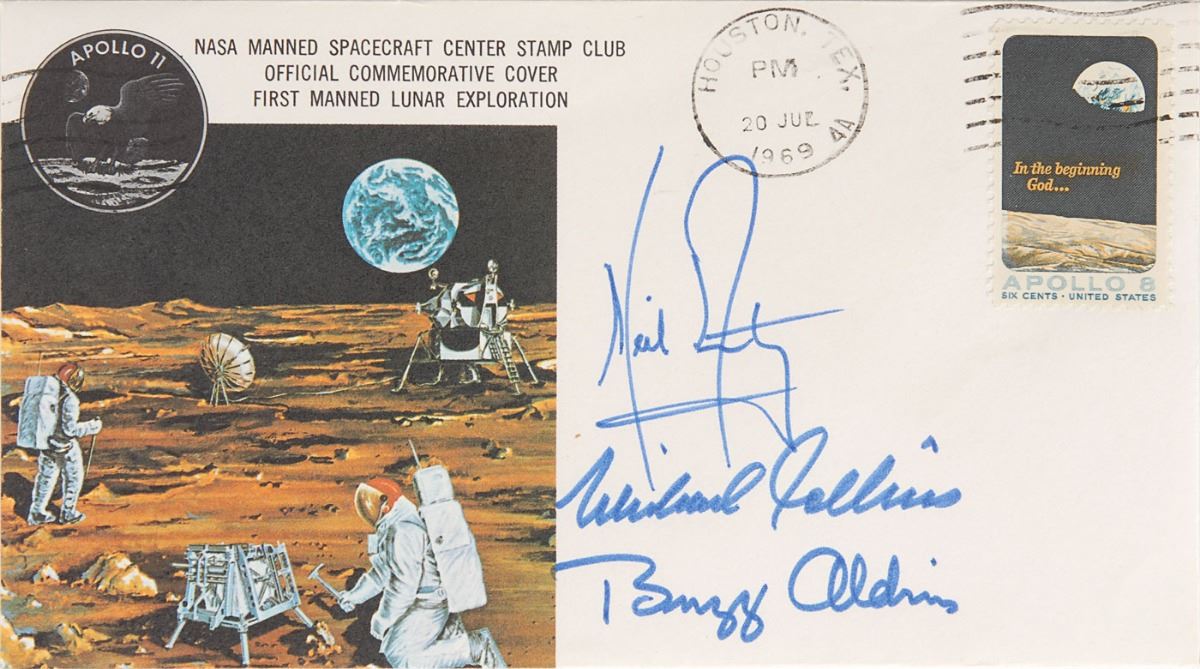 APOLLO 11
NASA MANNED SPACECRAFT CENTER STAMP CLUB
OFFICIAL COMMEMORATIVE COVER
FIRST MANNED LUNAR EXPLORATION
HOUSTON, TEX.
PM
20 JUL
1969
4A
In the beginning
God...
APOLLO 8
SIX CENTS · UNITED STATES
Neil
Michael Collins
Buzz Aldrin